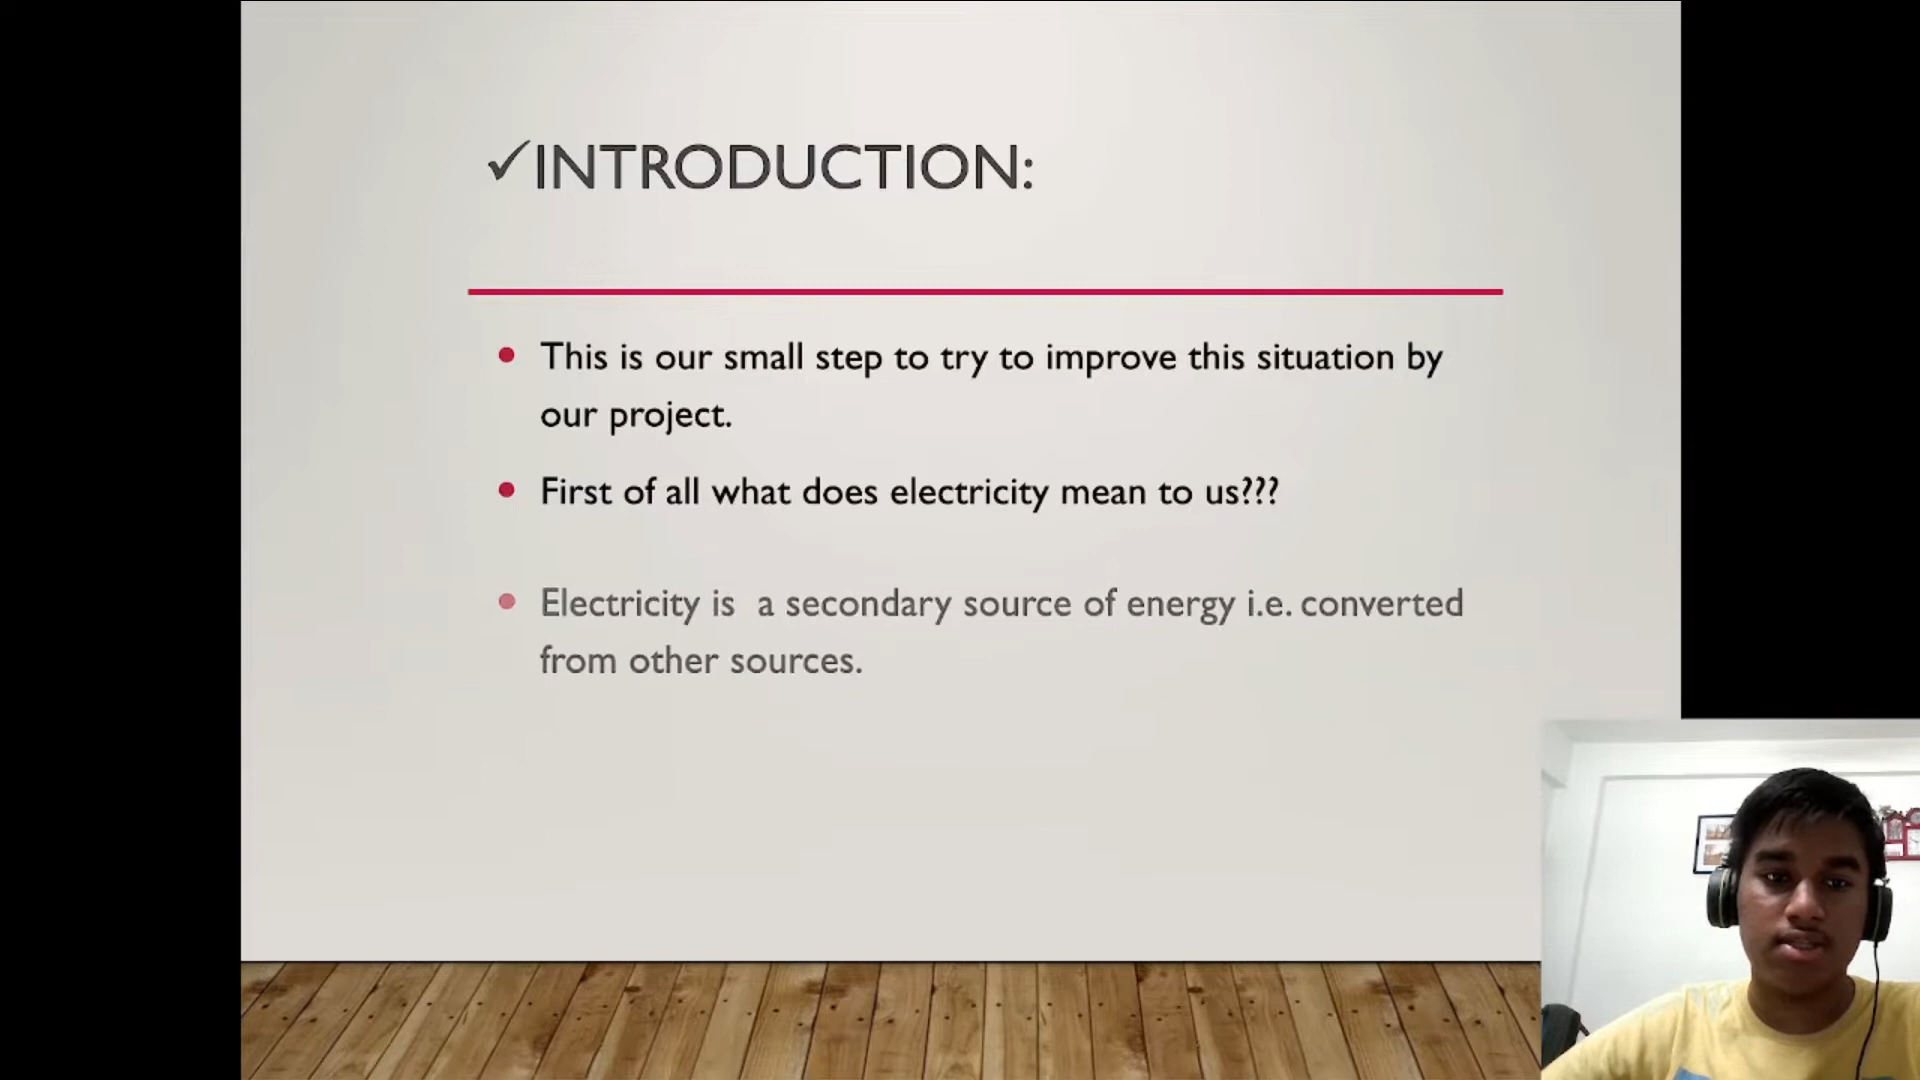 ✓INTRODUCTION:
• This is our small step to try to improve this situation by
our project.
• First of all what does electricity mean to us???
• Electricity is  a secondary source of energy i.e. converted
from other sources.